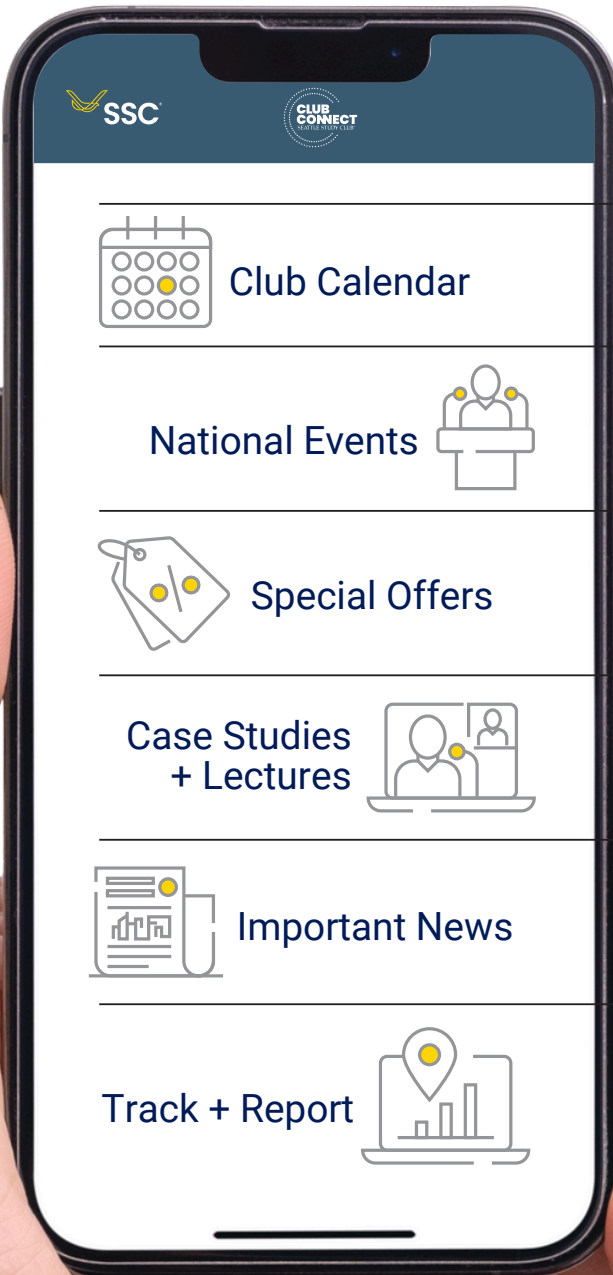 SSC
CLUB
CONNECT
SEATTLE STUDY CLUB
Club Calendar
National Events
Special Offers
Case Studies
+ Lectures
Important News
Track + Report